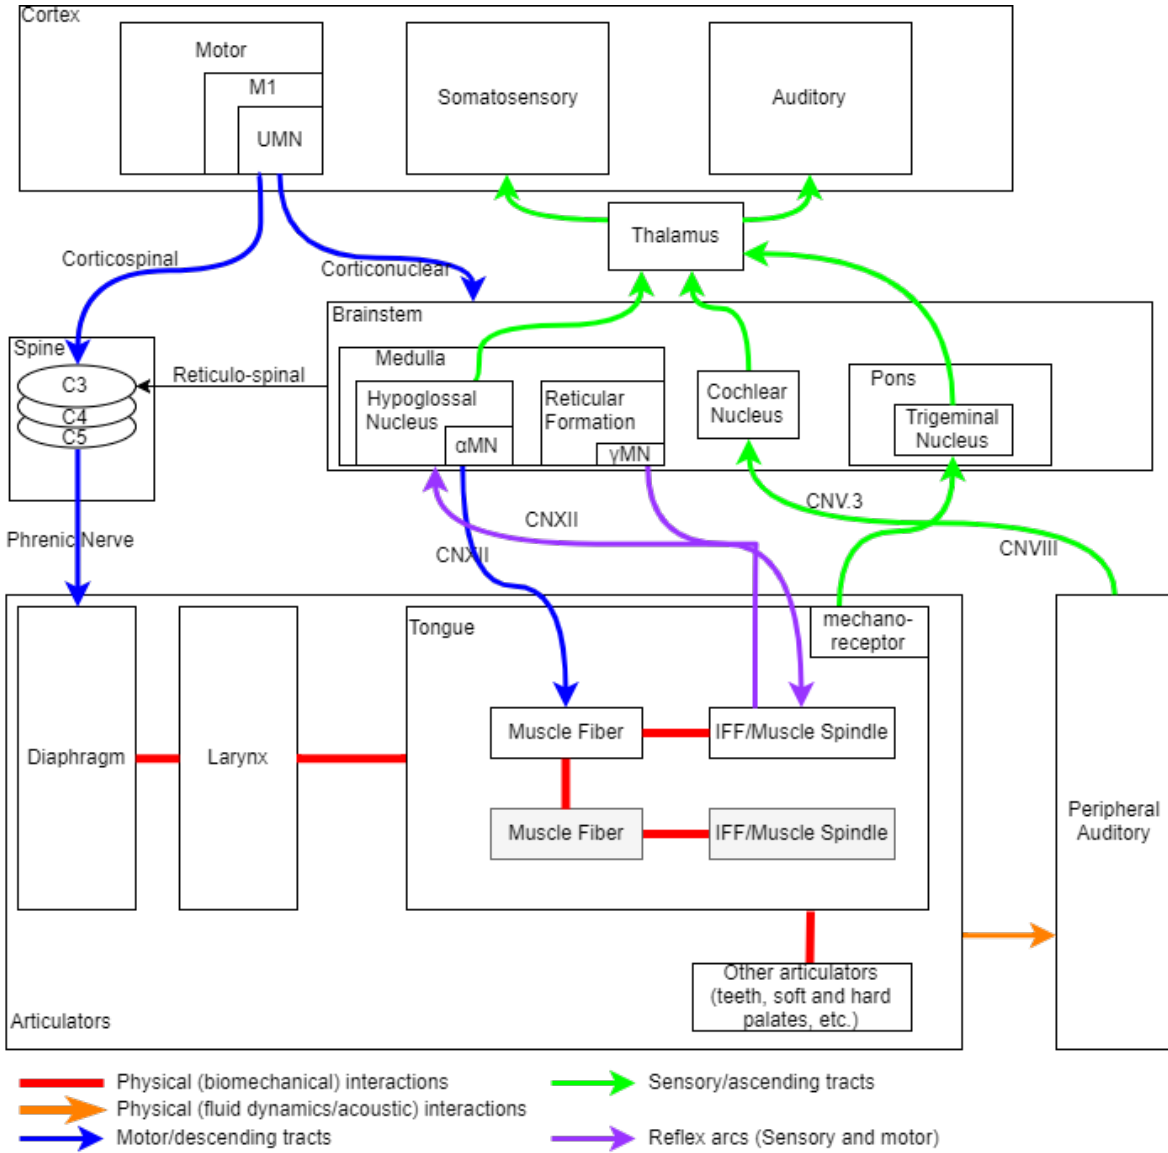 Cortex
Motor
M1
UMN
Somatosensory
Auditory
Thalamus
Corticospinal
Corticonuclear
Brainstem
Spine
C3
C4
C5
Reticulo-spinal
Medulla
Hypoglossal
Nucleus
αMN
Reticular
Formation
γMN
Cochlear
Nucleus
Pons
Trigeminal
Nucleus
CNV.3
CNXII
CNVIII
Phrenic Nerve
CNXII
Tongue
mechano-
receptor
Diaphragm
Larynx
Muscle Fiber
IFF/Muscle Spindle
Muscle Fiber
IFF/Muscle Spindle
Peripheral
Auditory
Other articulators
(teeth, soft and hard
palates, etc.)
Articulators
Physical (biomechanical) interactions
Physical (fluid dynamics/acoustic) interactions
Motor/descending tracts
Sensory/ascending tracts
Reflex arcs (Sensory and motor)